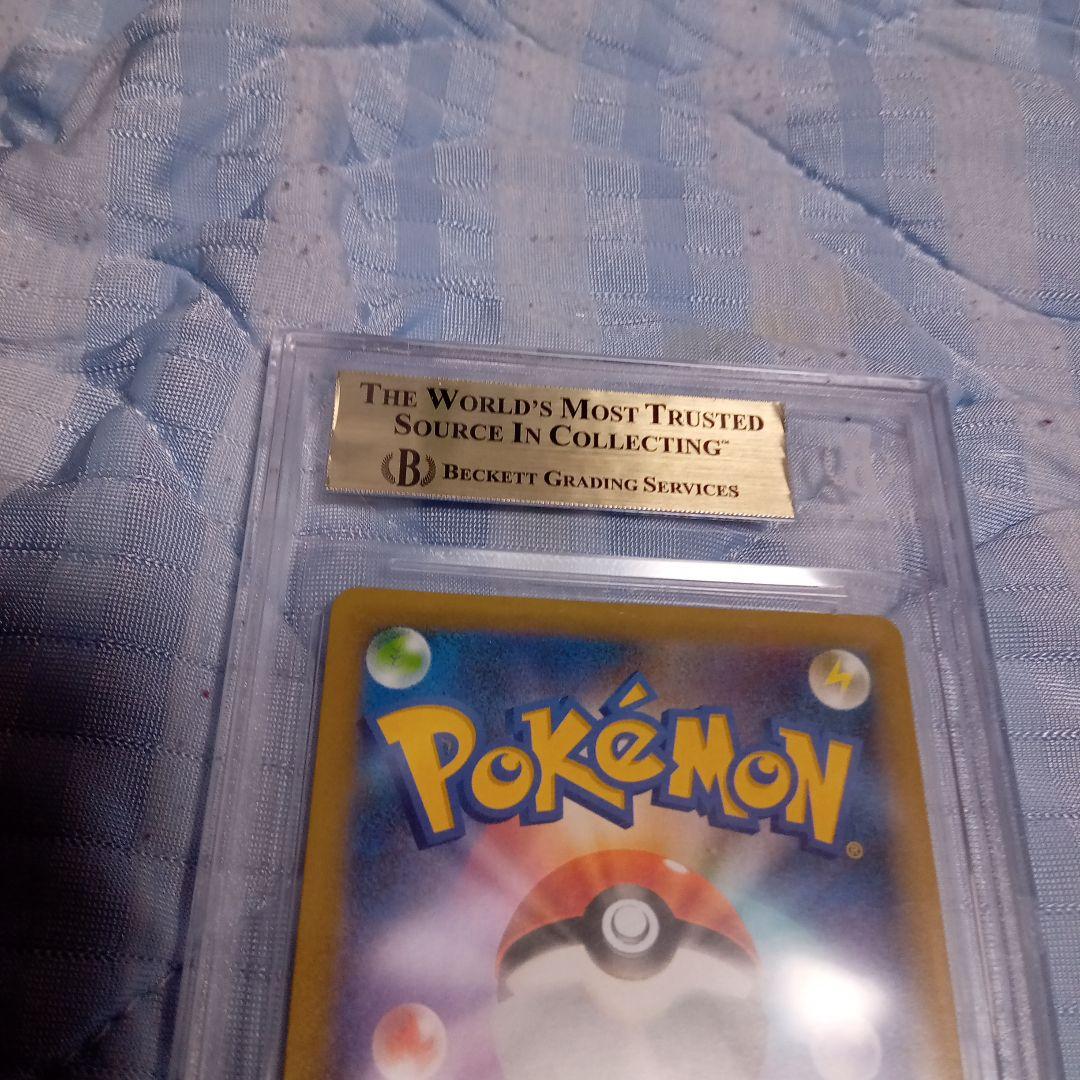 THE WORLD'S MOST TRUSTED
SOURCE IN COLLECTING™
B BECKETT GRADING SERVICES
POKéMON®